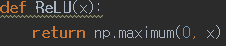 def ReLU(x):
    return np.maximum(0, x)